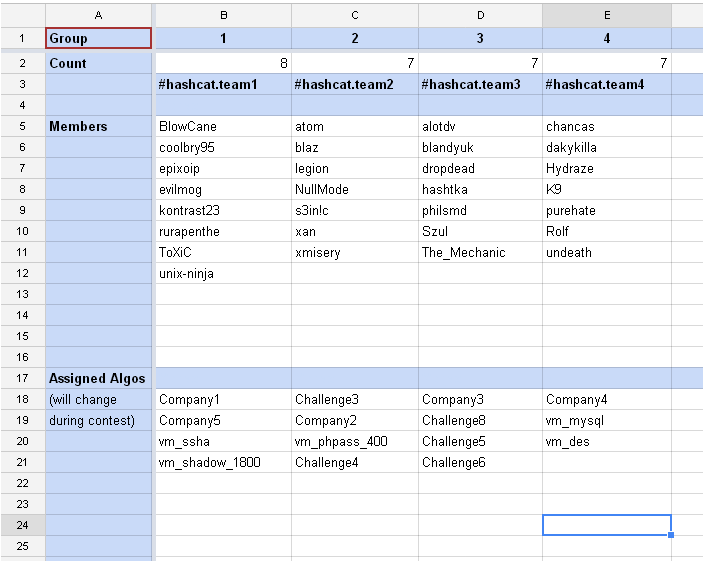 A B C D E
1 Group 1 2 3 4
2 Count 8 7 7 7
3 #hashcat.team1 #hashcat.team2 #hashcat.team3 #hashcat.team4
4
5 Members BlowCane atom alotdv chancas
6 coolbry95 blaz blandyuk dakykilla
7 epixoip legion dropdead Hydraze
8 evilmog NullMode hashtka K9
9 kontrast23 s3in!c philsmd purehate
10 rurapenthe xan Szul Rolf
11 ToXiC xmisery The_Mechanic undeath
12 unix-ninja
13
14
15
16
17 Assigned Algos
18 (will change Company1 Challenge3 Company3 Company4
19 during contest) Company5 Company2 Challenge8 vm_mysql
20 vm_ssha vm_phpass_400 Challenge5 vm_des
21 vm_shadow_1800 Challenge4 Challenge6
22
23
24
25